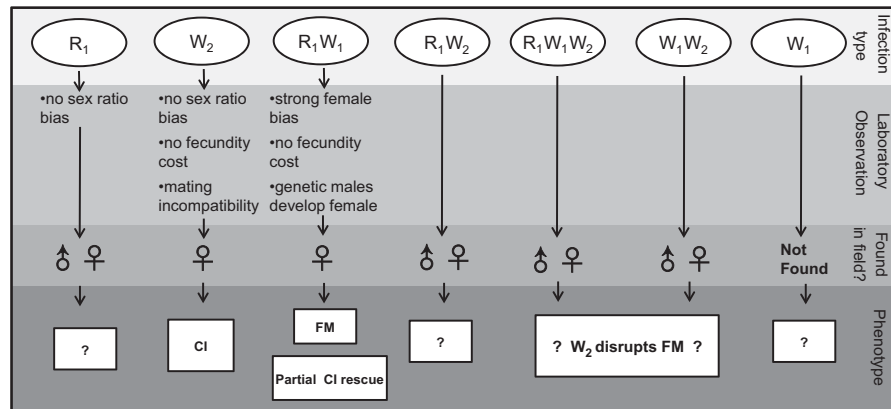 R₁
W₂
R₁W₁
R₁W₂
R₁W₁W₂
W₁W₂
W₁
Infection
type
•no sex ratio
bias
•no sex ratio
bias
•no fecundity
cost
•mating
incompatibility
•strong female
bias
•no fecundity
cost
•genetic males
develop female
Laboratory
Observation
♂ ♀
♀
♀
♂ ♀
♂ ♀
♂ ♀
Not
Found
Found
in field?
?
CI
FM
Partial CI rescue
?
? W₂ disrupts FM ?
?
Phenotype